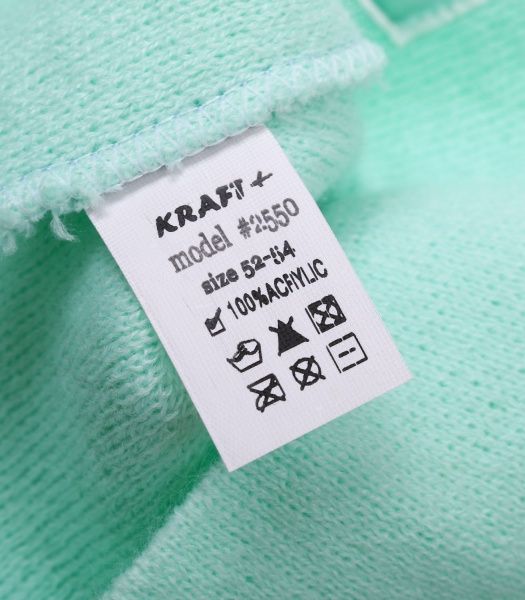 KRAFT +
model #2550
size 52-54
100% ACRYLIC